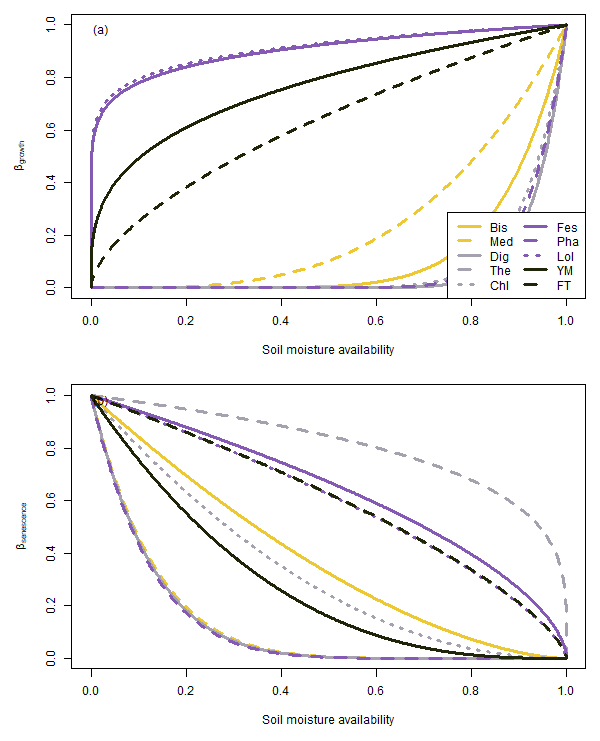 (a)
1.0
0.8
0.6
0.4
0.2
0.0
βgrowth
Bis Fes
Med Pha
Dig Lol
The YM
Chl FT
0.0 0.2 0.4 0.6 0.8 1.0
Soil moisture availability
1.0
0.8
0.6
0.4
0.2
0.0
βsenescence
0.0 0.2 0.4 0.6 0.8 1.0
Soil moisture availability